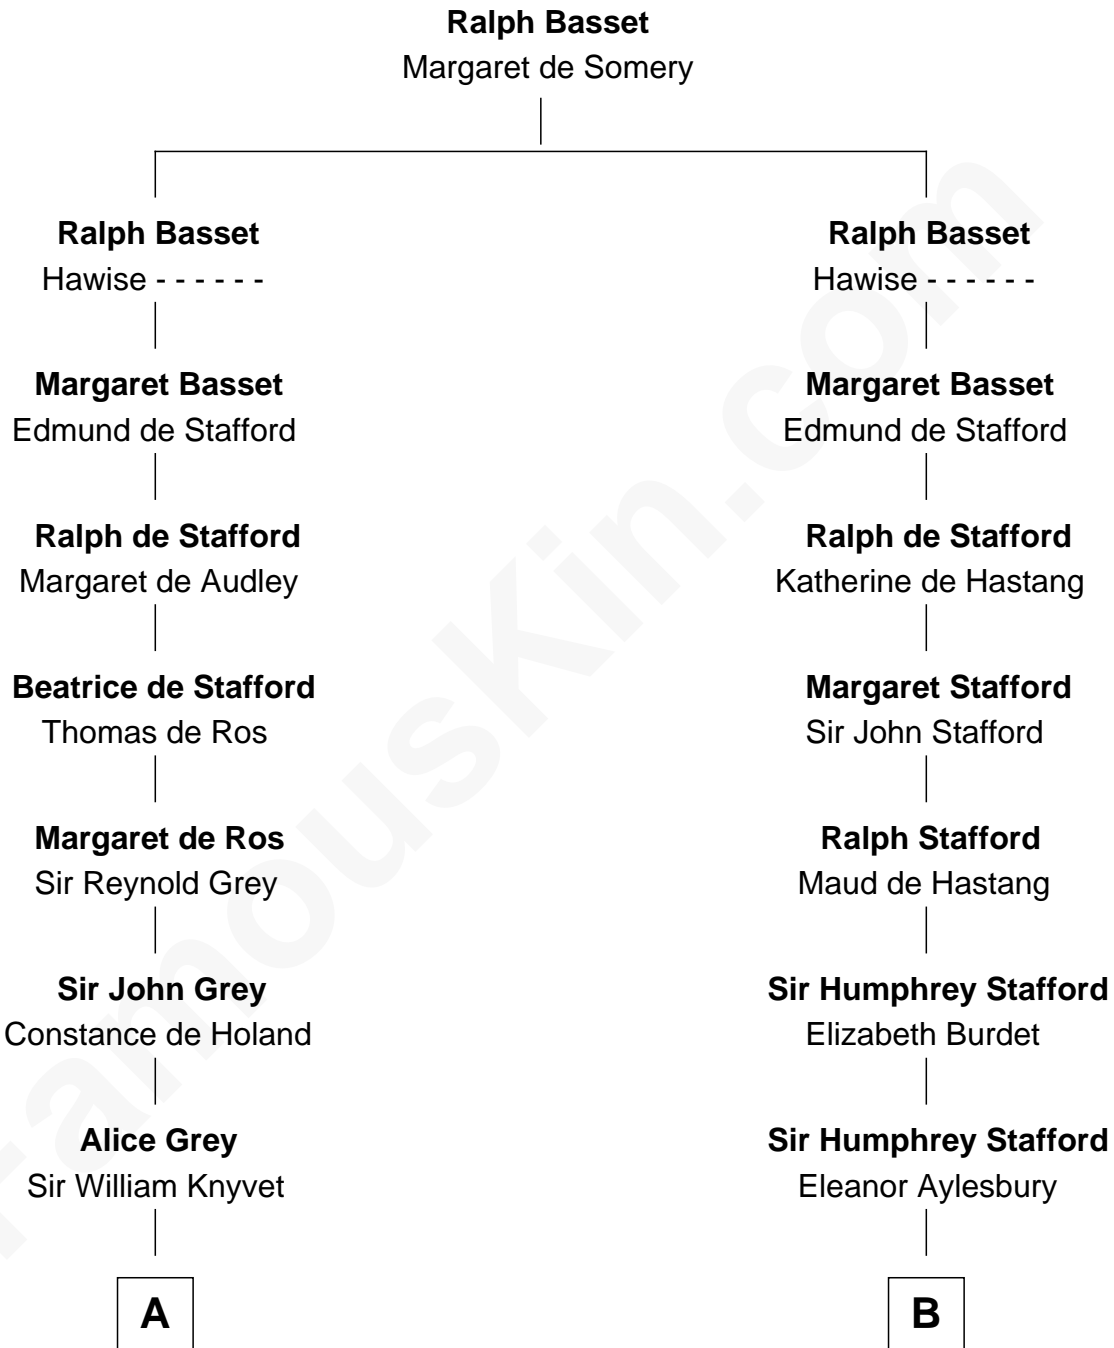 Ralph Basset
Margaret de Somery
Ralph Basset
Hawise - - - - - -
Margaret Basset
Edmund de Stafford
Ralph de Stafford
Margaret de Audley
Beatrice de Stafford
Thomas de Ros
Margaret de Ros
Sir Reynold Grey
Sir John Grey
Constance de Holand
Alice Grey
Sir William Knyvet
A
Ralph Basset
Hawise - - - - - -
Margaret Basset
Edmund de Stafford
Ralph de Stafford
Katherine de Hastang
Margaret Stafford
Sir John Stafford
Ralph Stafford
Maud de Hastang
Sir Humphrey Stafford
Elizabeth Burdet
Sir Humphrey Stafford
Eleanor Aylesbury
B
FamousKin.com